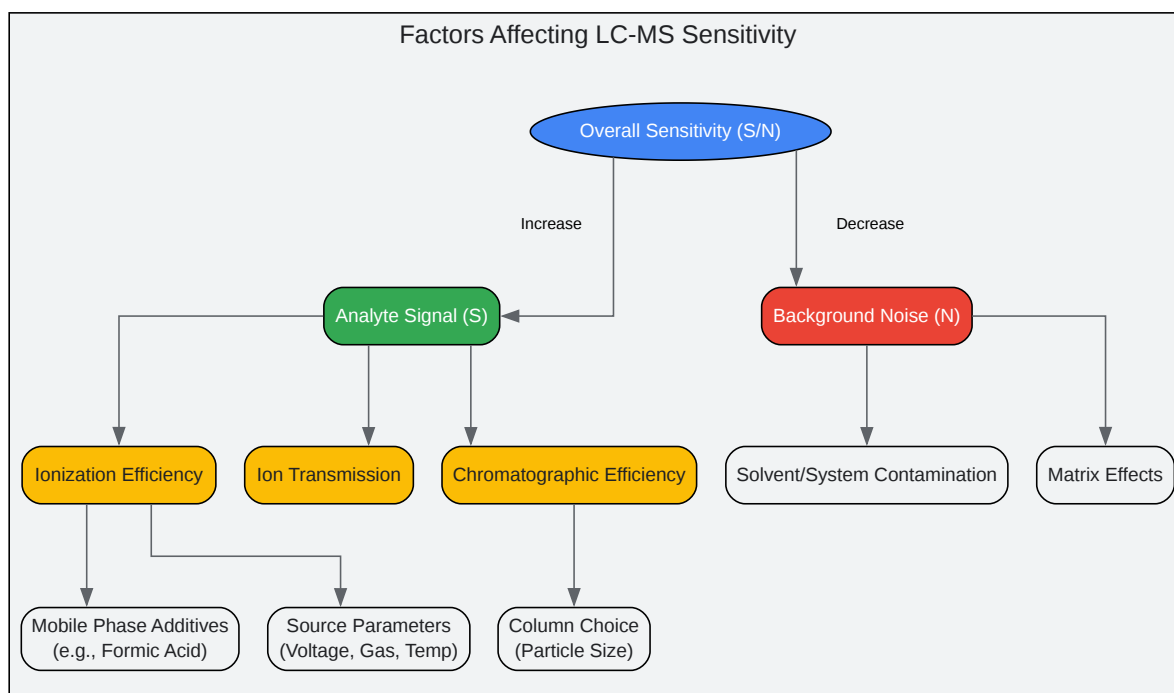 Factors Affecting LC-MS Sensitivity
Overall Sensitivity (S/N)
Increase
Decrease
Analyte Signal (S)
Background Noise (N)
Ionization Efficiency
Ion Transmission
Chromatographic Efficiency
Solvent/System Contamination
Matrix Effects
Mobile Phase Additives
(e.g., Formic Acid)
Source Parameters
(Voltage, Gas, Temp)
Column Choice
(Particle Size)